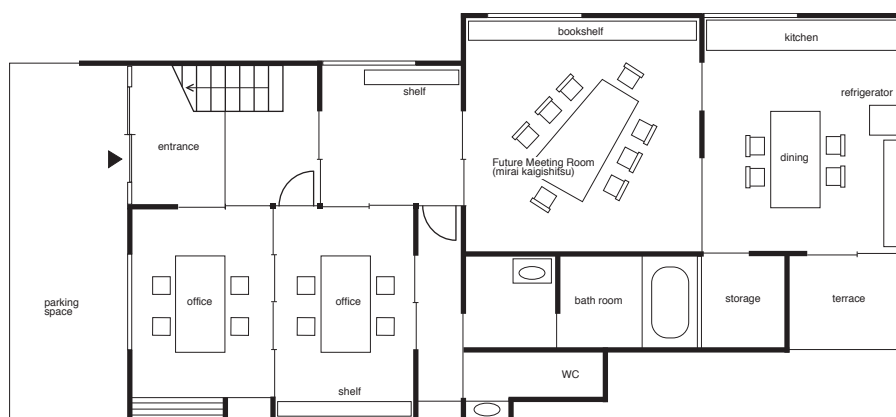 bookshelf
kitchen
shelf
refrigerator
entrance
Future Meeting Room
(mirai kaigishitsu)
dining
parking
space
office
office
bath room
storage
terrace
WC
shelf